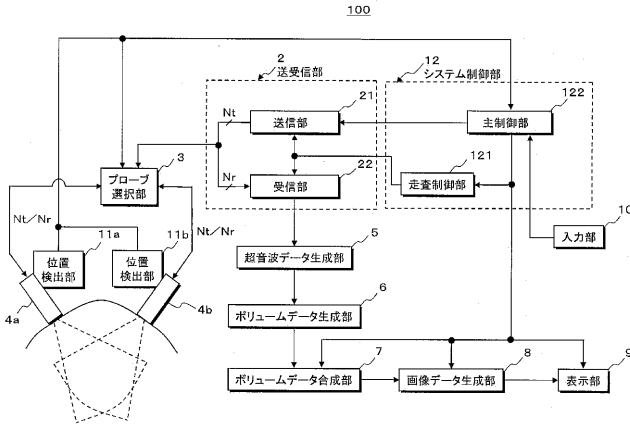 100
2
送受信部
12
システム制御部
21
送信部
Nt
122
主制御部
3
プローブ
選択部
Nr
22
受信部
121
走査制御部
Nt/Nr
11a
位置
検出部
11b
位置
検出部
Nt/Nr
10
入力部
5
超音波データ生成部
4a
4b
6
ボリュームデータ生成部
7
ボリュームデータ合成部
8
画像データ生成部
9
表示部